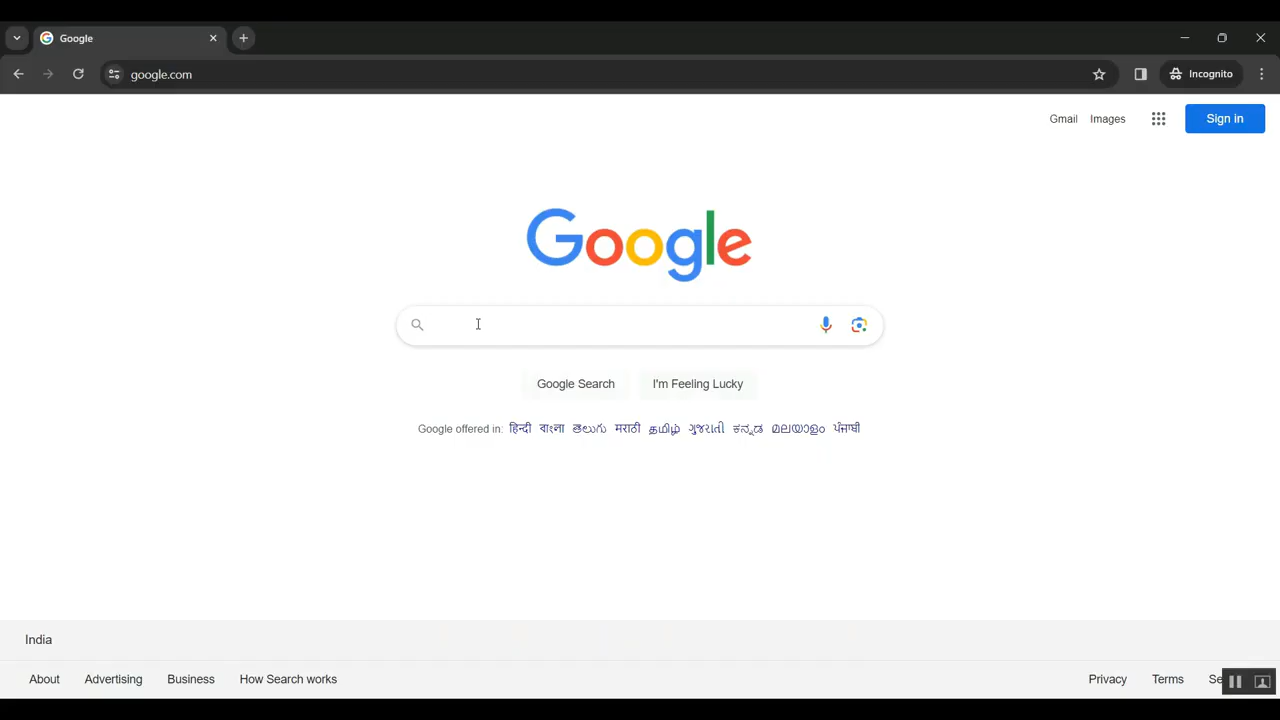 Google
google.com
Incognito
Gmail Images Sign in
Google
Google Search I'm Feeling Lucky
Google offered in: हिन्दी বাংলা తెలుగు मराठी தமிழ் ગુજરાતી ಕನ್ನಡ മലയാളം ਪੰਜਾਬੀ
India
About Advertising Business How Search works Privacy Terms Se